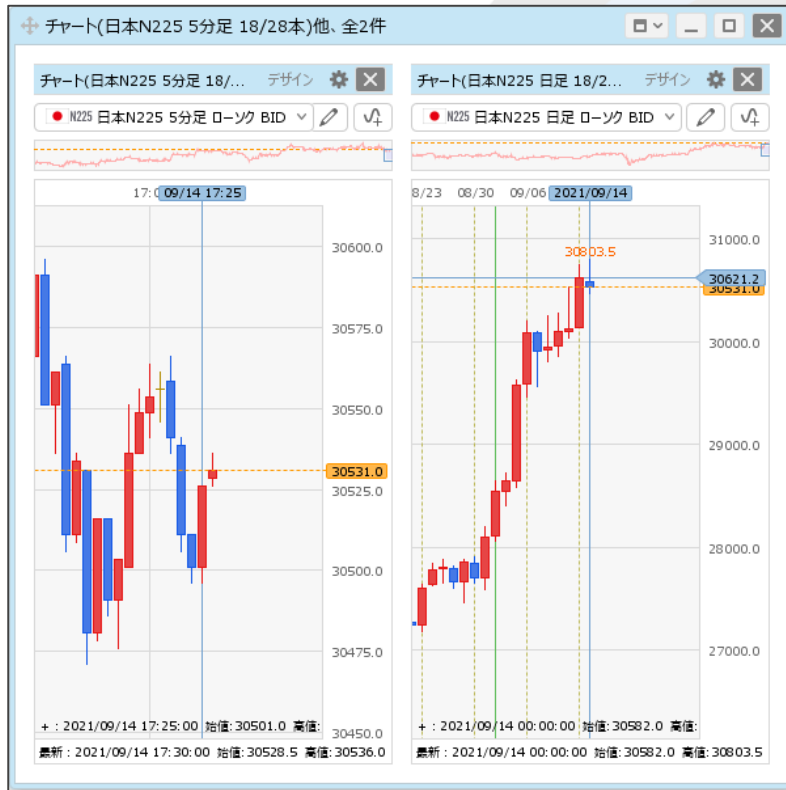 チャート(日本N225 5分足 18/28本)他、全2件
チャート(日本N225 5分足 18/... デザイン
N225 日本N225 5分足 ローソク BID
09/14 17:25
30600.0
30575.0
30550.0
30531.0
30525.0
30500.0
30475.0
30450.0
+ : 2021/09/14 17:25:00 始値:30501.0 高値:
最新 : 2021/09/14 17:30:00 始値:30528.5 高値:30536.0
チャート(日本N225 日足 18/2... デザイン
N225 日本N225 日足 ローソク BID
8/23 08/30 09/06 2021/09/14
30803.5
31000.0
30621.2
30531.0
30000.0
29000.0
28000.0
27000.0
+ : 2021/09/14 00:00:00 始値:30582.0 高値:
最新 : 2021/09/14 00:00:00 始値:30582.0 高値:30803.5